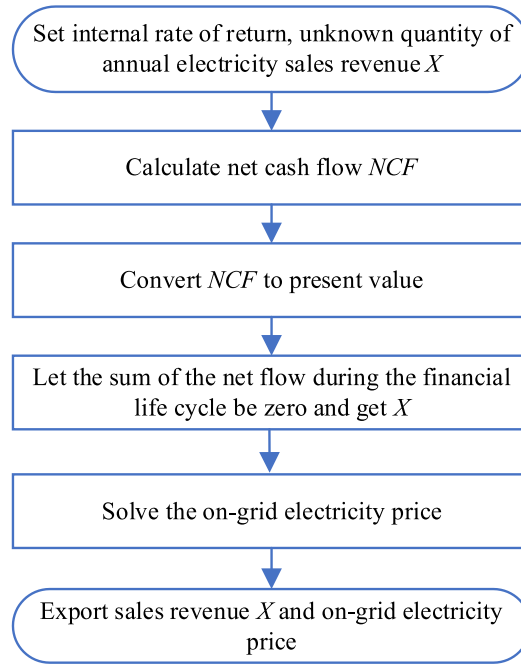 Set internal rate of return, unknown quantity of
annual electricity sales revenue X
Calculate net cash flow NCF
Convert NCF to present value
Let the sum of the net flow during the financial
life cycle be zero and get X
Solve the on-grid electricity price
Export sales revenue X and on-grid electricity
price